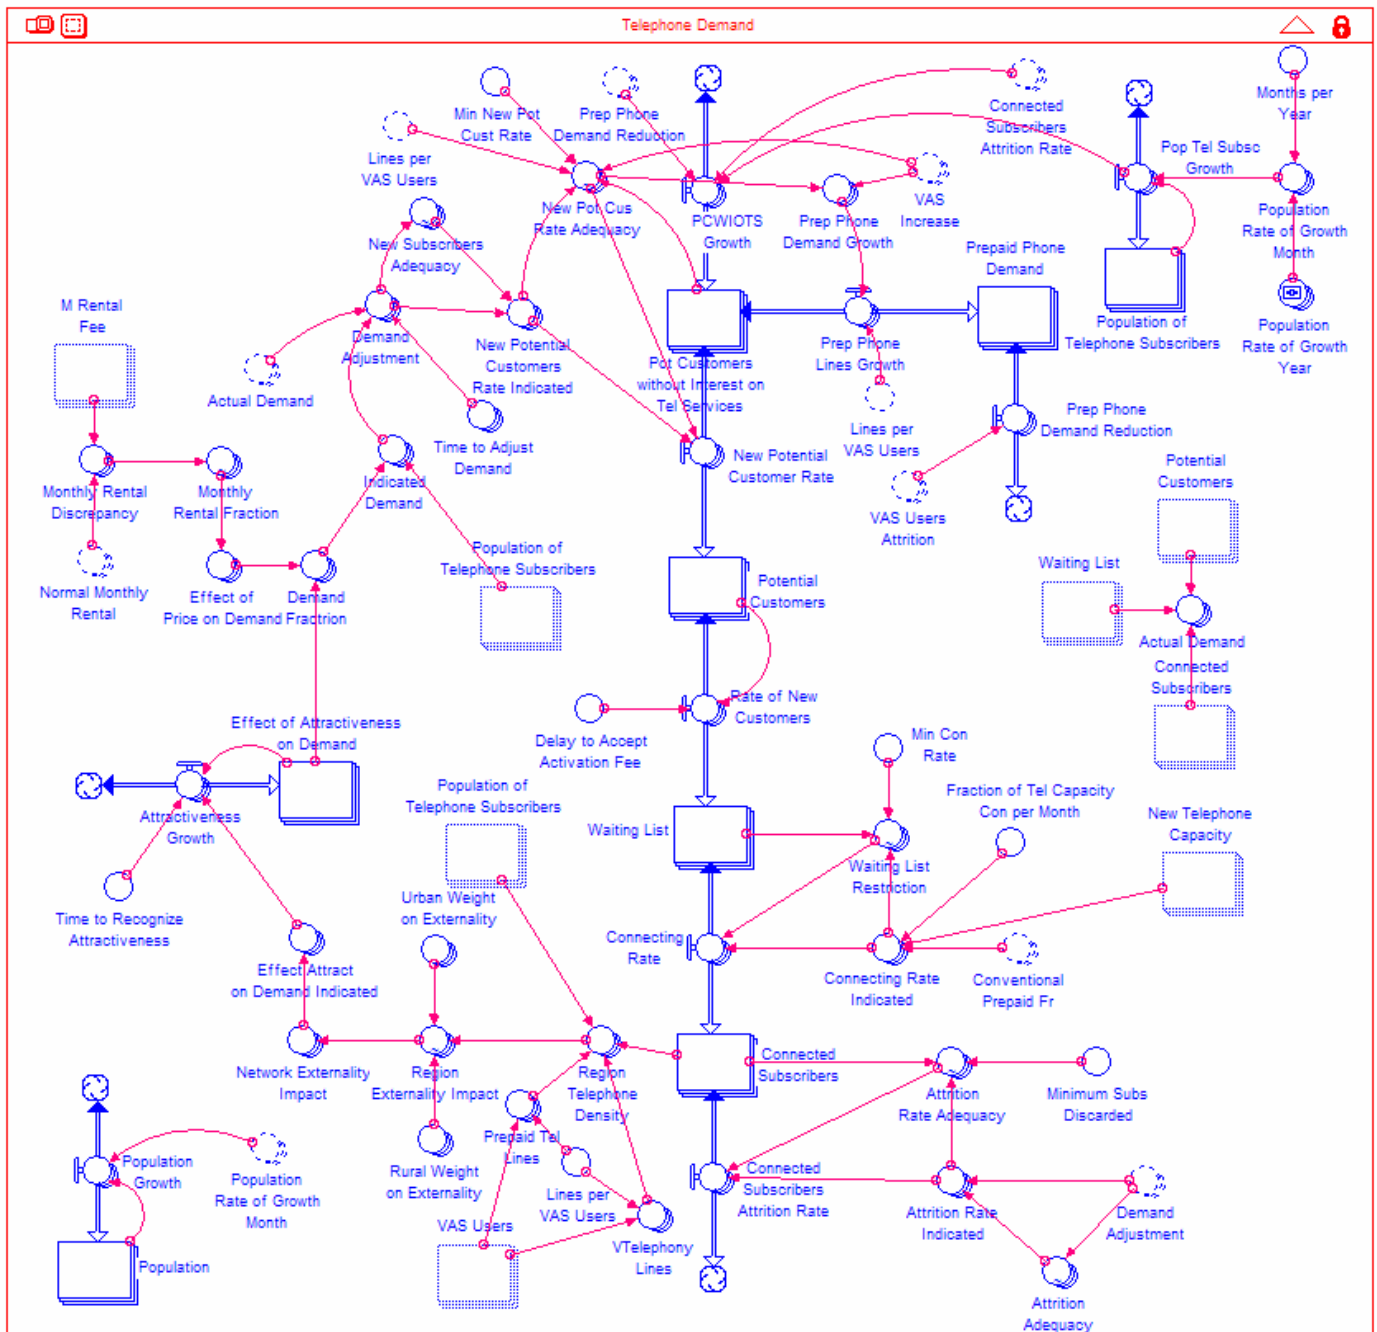 Telephone Demand
Min New Pot
Cust Rate
Prep Phone
Demand Reduction
Connected
Subscribers
Attrition Rate
Months per
Year
Lines per
VAS Users
Pop Tel Subsc
Growth
New Pot Cus
Rate Adequacy
PCWIOTS
Growth
Prep Phone
Demand Growth
VAS
Increase
Population
Rate of Growth
Month
New Subscribers
Adequacy
Prepaid Phone
Demand
M Rental
Fee
Demand
Adjustment
New Potential
Customers
Rate Indicated
Pot Customers
without Interest on
Tel Services
Prep Phone
Lines Growth
Population of
Telephone Subscribers
Population
Rate of Growth
Year
Actual Demand
Time to Adjust
Demand
Lines per
VAS Users
Prep Phone
Demand Reduction
New Potential
Customer Rate
Potential
Customers
Monthly Rental
Discrepancy
Monthly
Rental Fraction
Indicated
Demand
VAS Users
Attrition
Population of
Telephone Subscribers
Waiting List
Normal Monthly
Rental
Effect of
Price on Demand
Demand
Fractrion
Potential
Customers
Actual Demand
Connected
Subscribers
Effect of Attractiveness
on Demand
Rate of New
Customers
Delay to Accept
Activation Fee
Min Con
Rate
Population of
Telephone Subscribers
Fraction of Tel Capacity
Con per Month
New Telephone
Capacity
Attractiveness
Growth
Waiting List
Waiting List
Restriction
Urban Weight
on Externality
Time to Recognize
Attractiveness
Connecting
Rate
Effect Attract
on Demand Indicated
Connecting Rate
Indicated
Conventional
Prepaid Fr
Network Externality
Impact
Region
Externality Impact
Region
Telephone
Density
Connected
Subscribers
Attrition
Rate Adequacy
Minimum Subs
Discarded
Prepaid Tel
Lines
Population
Growth
Population
Rate of Growth
Month
Rural Weight
on Externality
Lines per
VAS Users
Connected
Subscribers
Attrition Rate
Attrition Rate
Indicated
Demand
Adjustment
VAS Users
VTelephony
Lines
Population
Attrition
Adequacy